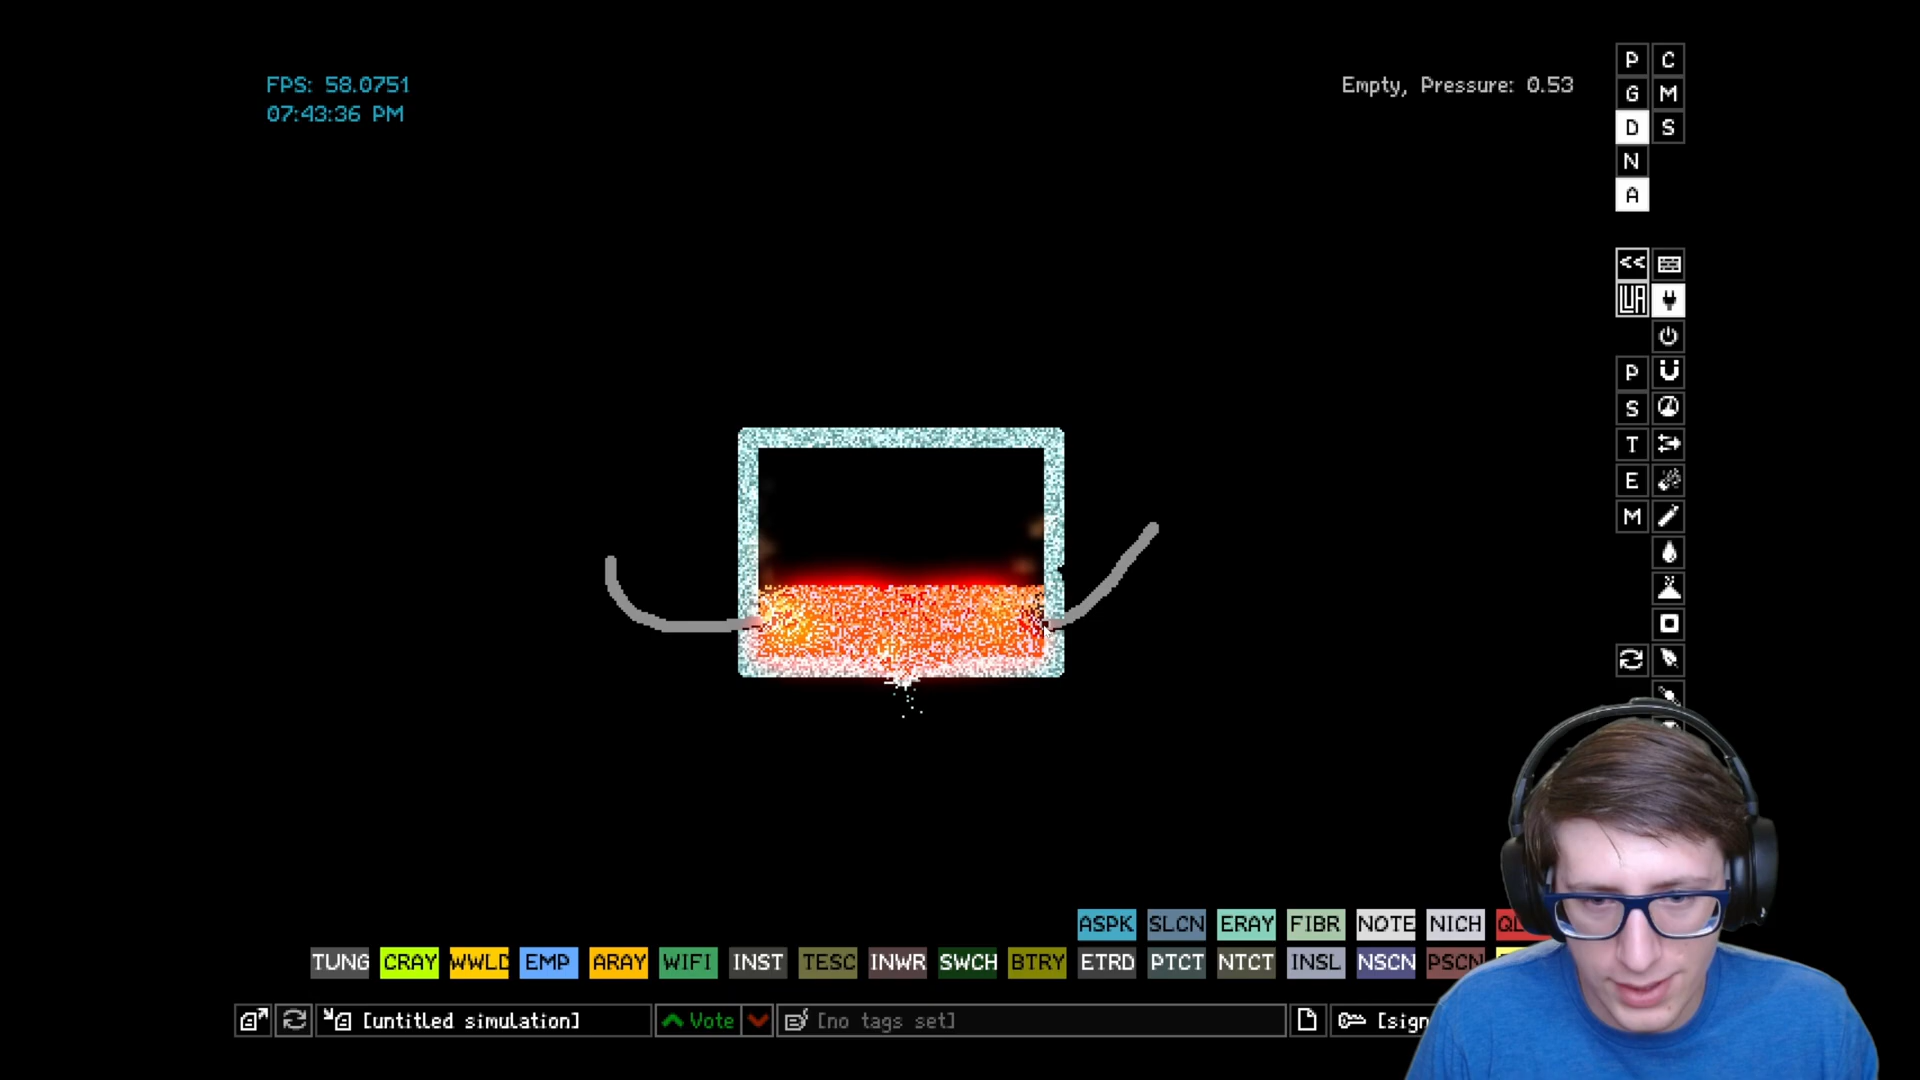 FPS: 58.0751
07:43:36 PM
Empty, Pressure: 0.53
P C
G M
D S
N
A
<<
LUA
P
S
T
E
M
ASPK SLCN ERAY FIBR NOTE NICH
TUNG CRAY WWLD EMP ARAY WIFI INST TESC INWR SWCH BTRY ETRD PTCT NTCT INSL NSCN PSCN
[untitled simulation] Vote [no tags set] [sign